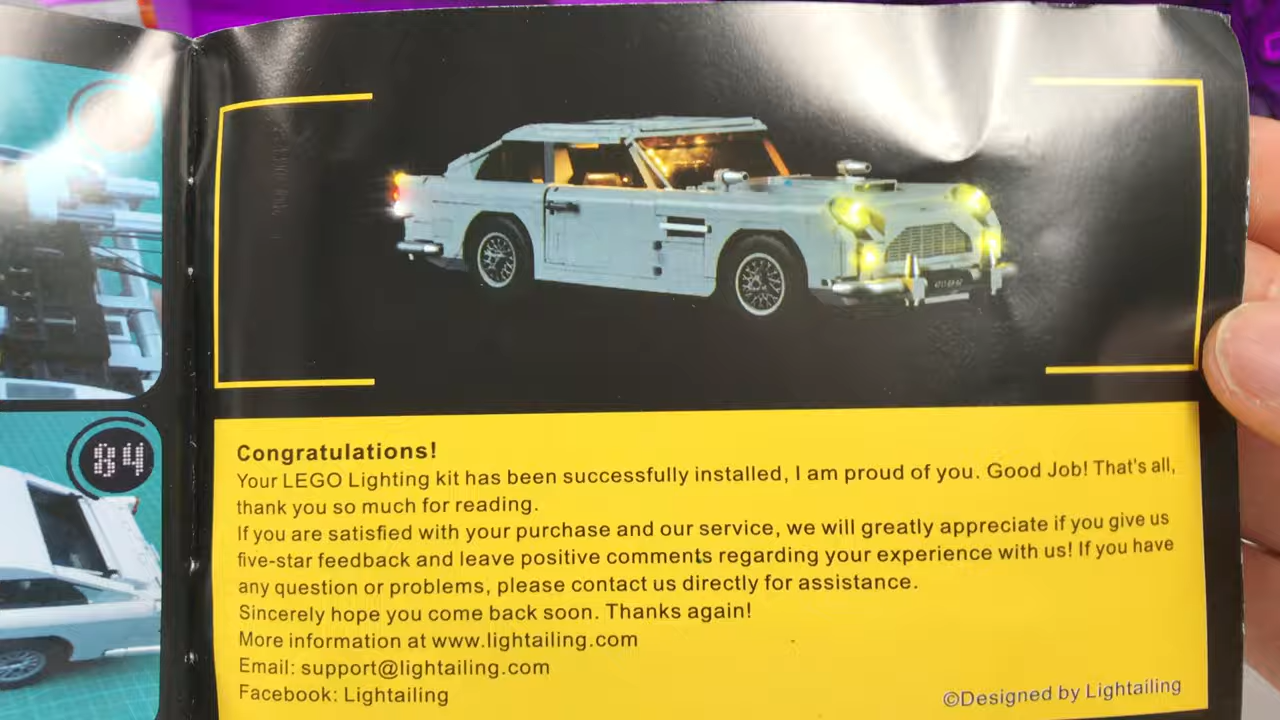 84
Congratulations!
Your LEGO Lighting kit has been successfully installed, I am proud of you. Good Job! That's all,
thank you so much for reading.
If you are satisfied with your purchase and our service, we will greatly appreciate if you give us
five-star feedback and leave positive comments regarding your experience with us! If you have
any question or problems, please contact us directly for assistance.
Sincerely hope you come back soon. Thanks again!
More information at www.lightailing.com
Email: support@lightailing.com
Facebook: Lightailing
©Designed by Lightailing